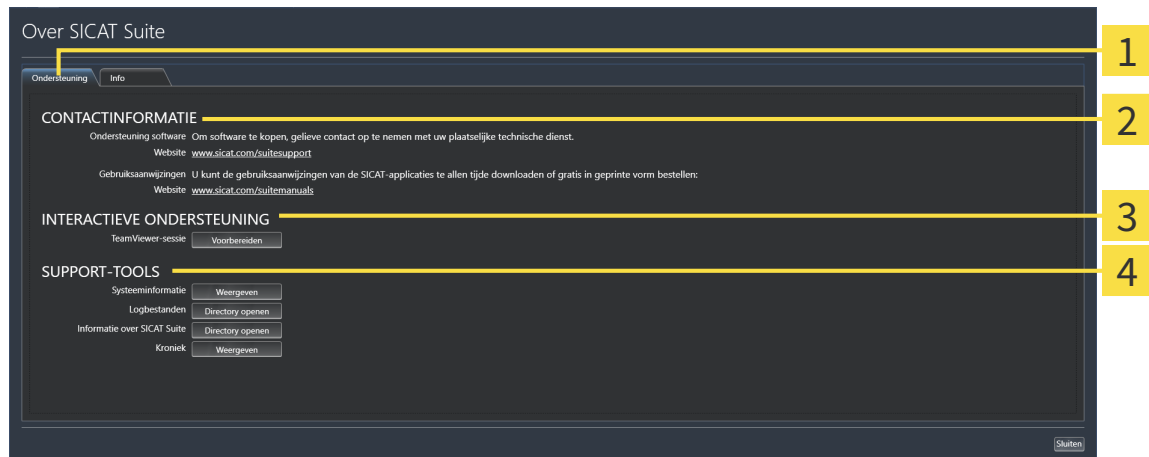 Over SICAT Suite
1
Ondersteuning Info
CONTACTINFORMATIE
2
Ondersteuning software Om software te kopen, gelieve contact op te nemen met uw plaatselijke technische dienst.
Website www.sicat.com/suitesupport
Gebruiksaanwijzingen U kunt de gebruiksaanwijzingen van de SICAT-applicaties te allen tijde downloaden of gratis in geprinte vorm bestellen:
Website www.sicat.com/suitemanuals
INTERACTIEVE ONDERSTEUNING
3
TeamViewer-sessie Voorbereiden
SUPPORT-TOOLS
4
Systeeminformatie Weergeven
Logbestanden Directory openen
Informatie over SICAT Suite Directory openen
Kroniek Weergeven
Sluiten